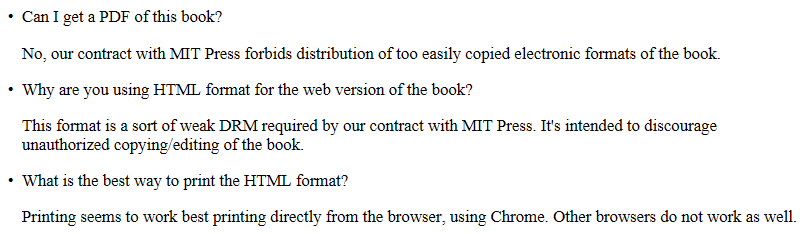 • Can I get a PDF of this book?
No, our contract with MIT Press forbids distribution of too easily copied electronic formats of the book.
• Why are you using HTML format for the web version of the book?
This format is a sort of weak DRM required by our contract with MIT Press. It's intended to discourage
unauthorized copying/editing of the book.
• What is the best way to print the HTML format?
Printing seems to work best printing directly from the browser, using Chrome. Other browsers do not work as well.